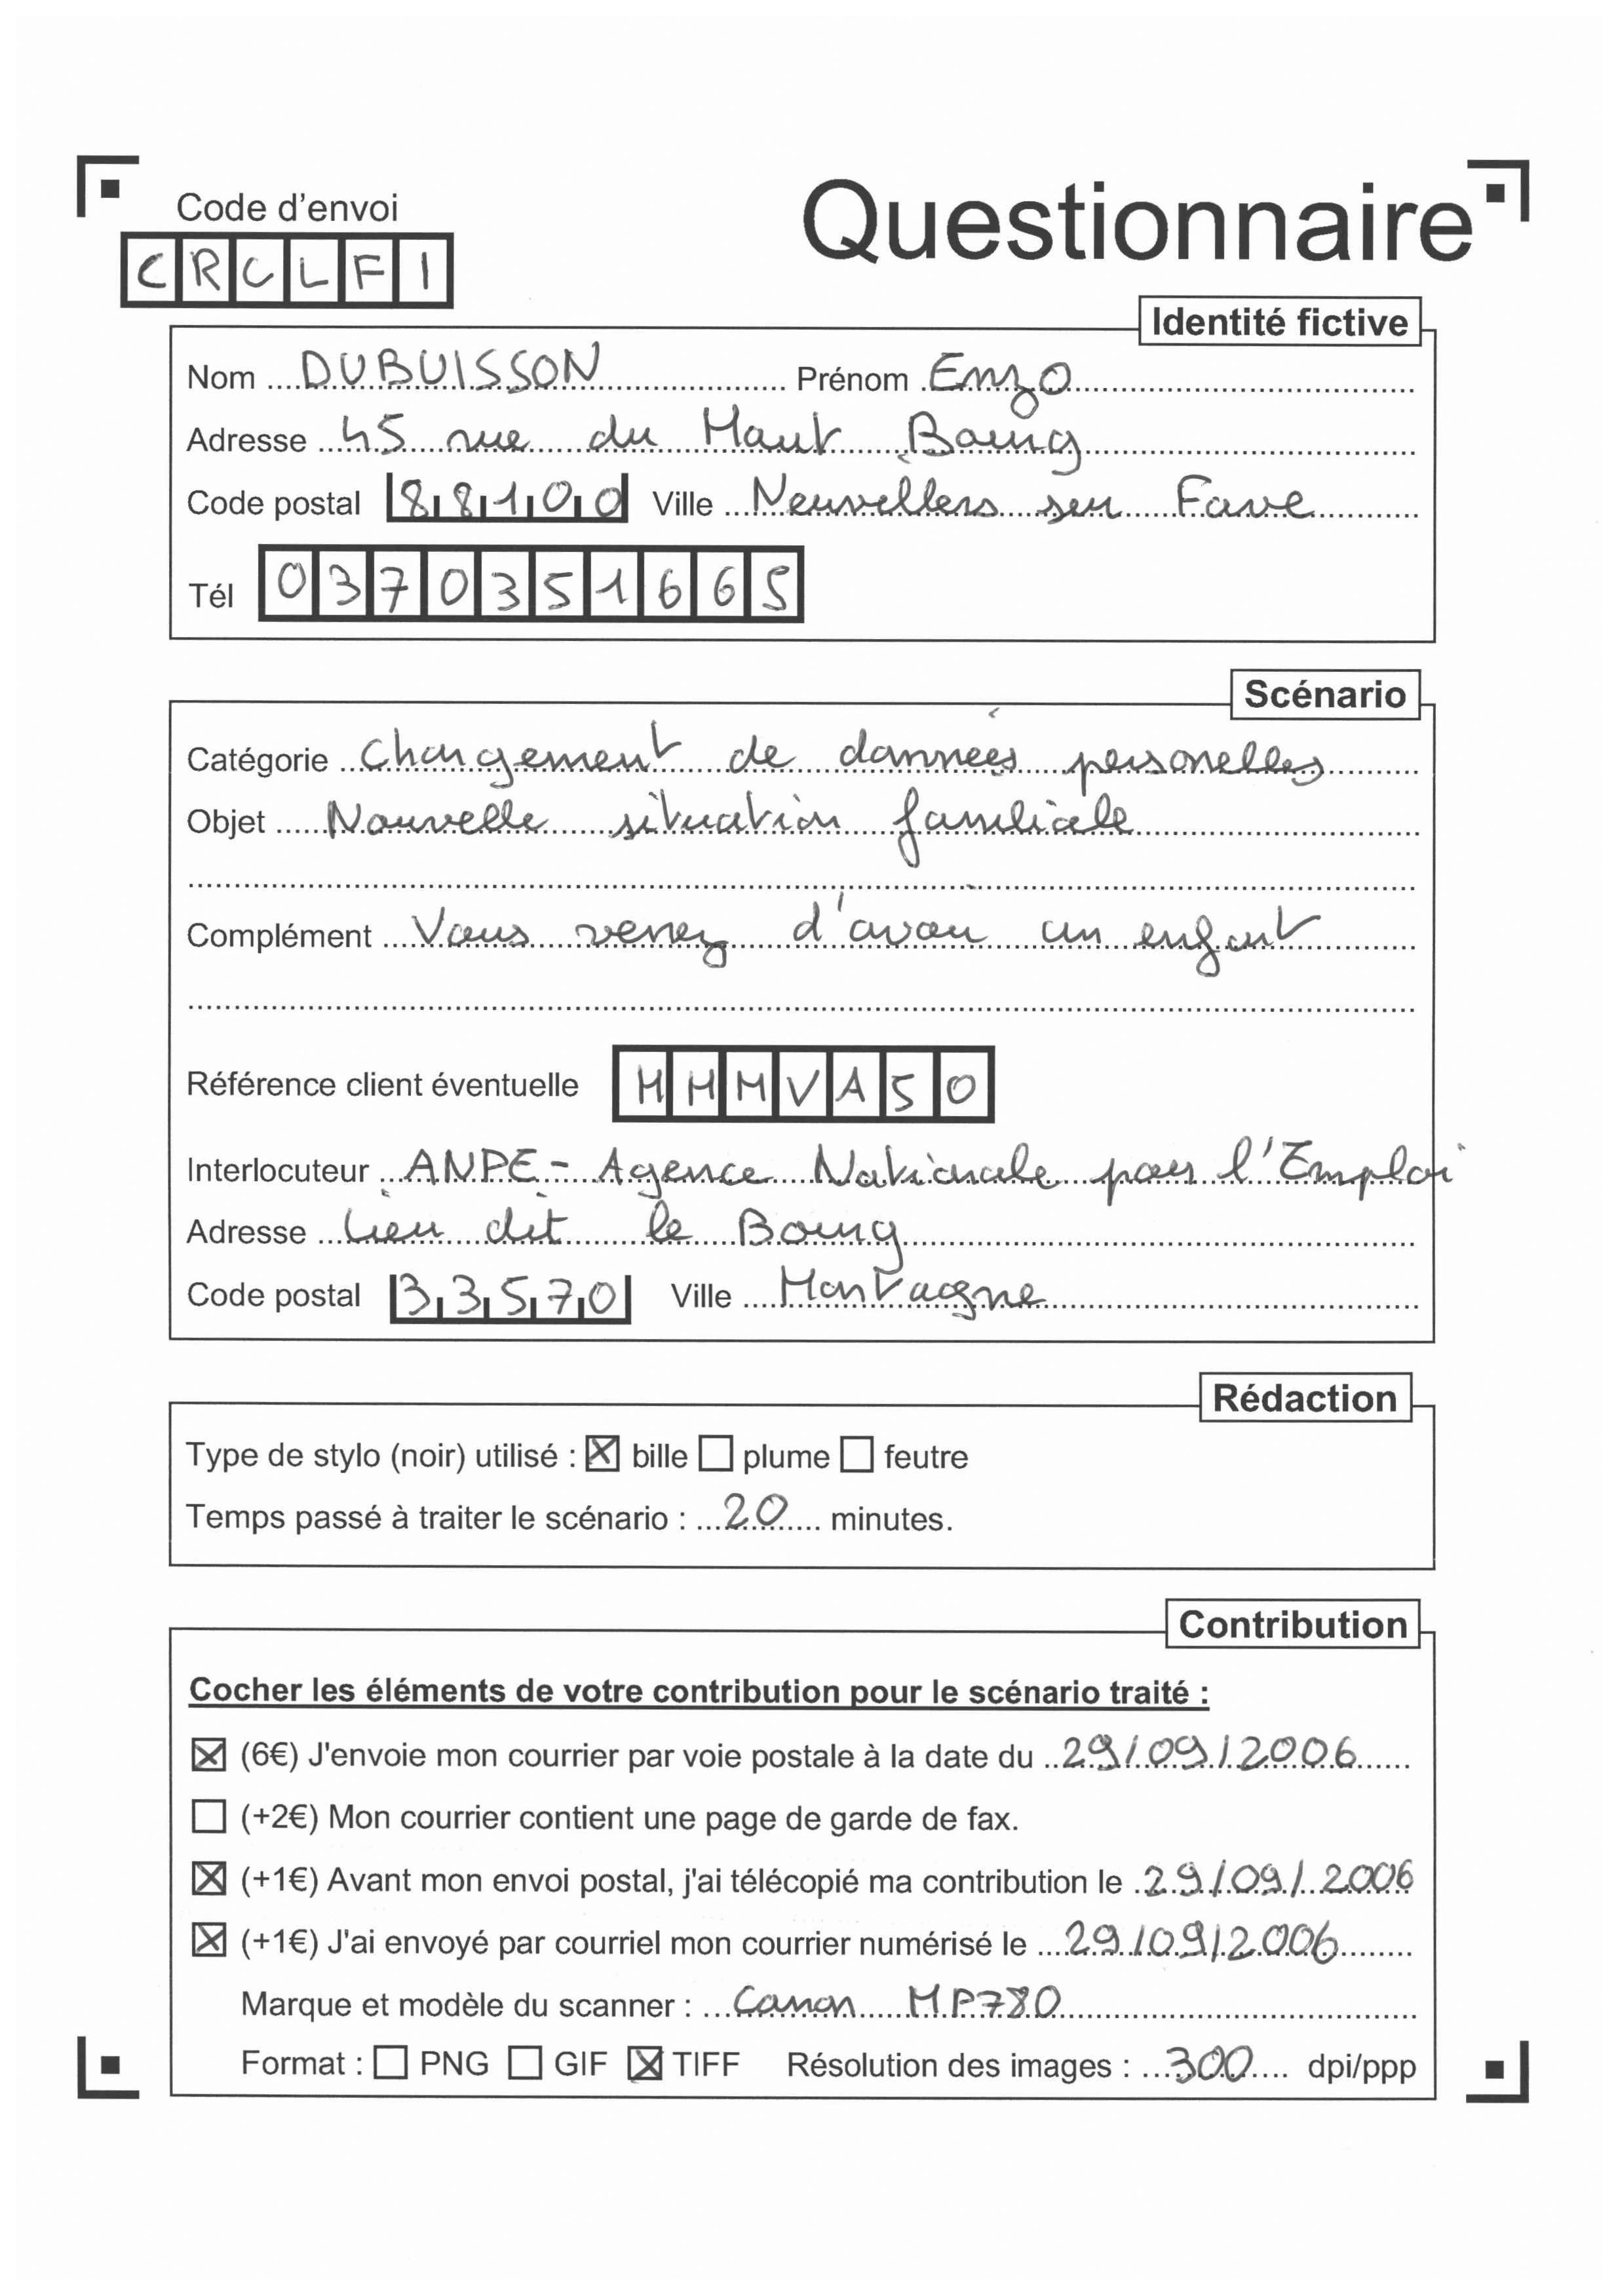 Code d'envoi
Questionnaire
CRCLFI
Identité fictive
Nom DUBUISSON Prénom Enzo
Adresse 45 rue du Haut Bourg
Code postal 88100 Ville Neuvillers sur Fave
Tél 0370351665
Scénario
Catégorie Changement de données personelles
Objet Nouvelle situation familiale
Complément Vous venez d'avoir un enfant
Référence client éventuelle HHMVA50
Interlocuteur ANPE - Agence Nationale pour l'Emploi
Adresse Lieu dit le Bourg
Code postal 33570 Ville Montagne
Rédaction
Type de stylo (noir) utilisé : ☒ bille ☐ plume ☐ feutre
Temps passé à traiter le scénario : 20 minutes.
Contribution
Cocher les éléments de votre contribution pour le scénario traité :
☒ (6€) J'envoie mon courrier par voie postale à la date du 29/09/2006
☐ (+2€) Mon courrier contient une page de garde de fax.
☒ (+1€) Avant mon envoi postal, j'ai télécopié ma contribution le 29/09/2006
☒ (+1€) J'ai envoyé par courriel mon courrier numérisé le 29/09/2006
Marque et modèle du scanner : Canon MP780
Format : ☐ PNG ☐ GIF ☒ TIFF Résolution des images : 300 dpi/ppp